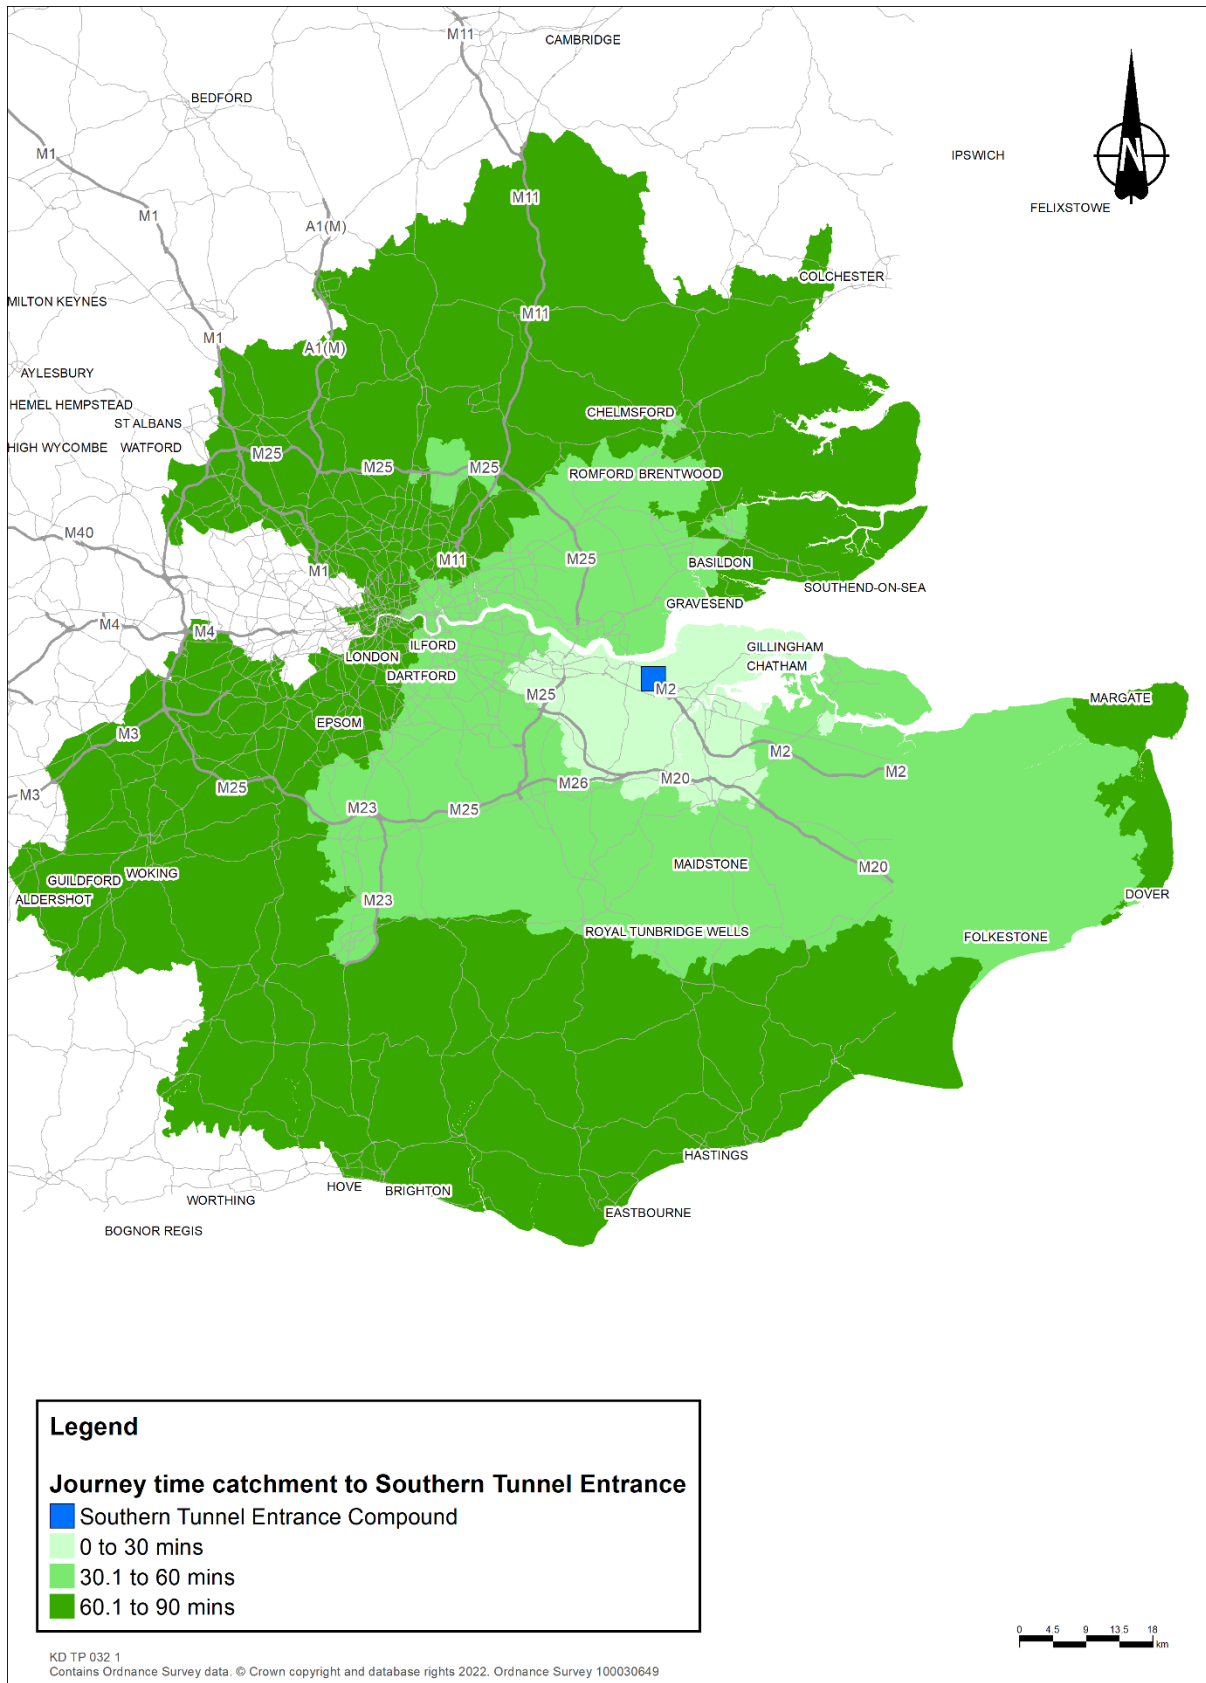 M11
CAMBRIDGE
BEDFORD
M1
IPSWICH
N
M11
FELIXSTOWE
M1
A1(M)
COLCHESTER
MILTON KEYNES
M11
M1
A1(M)
AYLESBURY
HEMEL HEMPSTEAD
CHELMSFORD
ST ALBANS
HIGH WYCOMBE
WATFORD
M25
M25
M25
ROMFORD
BRENTWOOD
M40
M11
M25
BASILDON
M1
SOUTHEND-ON-SEA
GRAVESEND
M4
M4
ILFORD
GILLINGHAM
LONDON
CHATHAM
DARTFORD
M25
M2
MARGATE
EPSOM
M3
M2
M2
M25
M26
M20
M3
M23
M25
MAIDSTONE
M20
GUILDFORD
WOKING
ALDERSHOT
M23
DOVER
ROYAL TUNBRIDGE WELLS
FOLKESTONE
HASTINGS
HOVE
BRIGHTON
WORTHING
EASTBOURNE
BOGNOR REGIS
Legend
Journey time catchment to Southern Tunnel Entrance
Southern Tunnel Entrance Compound
0 to 30 mins
30.1 to 60 mins
60.1 to 90 mins
0 4.5 9 13.5 18
km
KD TP 032 1
Contains Ordnance Survey data. © Crown copyright and database rights 2022. Ordnance Survey 100030649